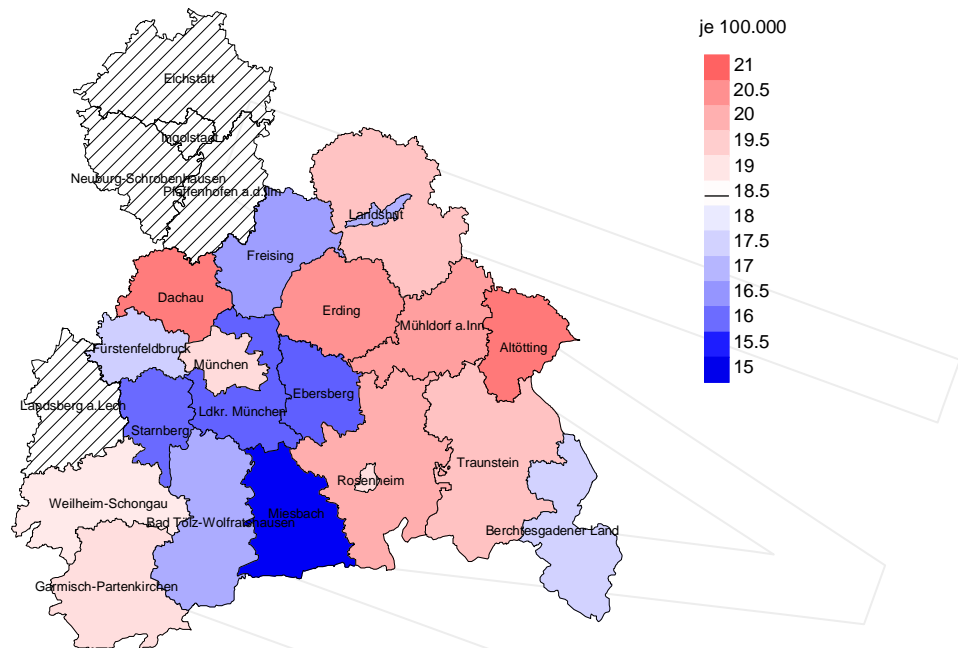 je 100.000
21
20.5
20
19.5
19
18.5
18
17.5
17
16.5
16
15.5
15
Eichstätt
Ingolstadt
Neuburg-Schrobenhausen
Pfaffenhofen a.d.Ilm
Landshut
Freising
Dachau
Erding
Mühldorf a.Inn
Altötting
Fürstenfeldbruck
München
Ebersberg
Landsberg a.Lech
Ldkr. München
Starnberg
Traunstein
Rosenheim
Weilheim-Schongau
Miesbach
Bad Tölz-Wolfratshausen
Berchtesgadener Land
Garmisch-Partenkirchen